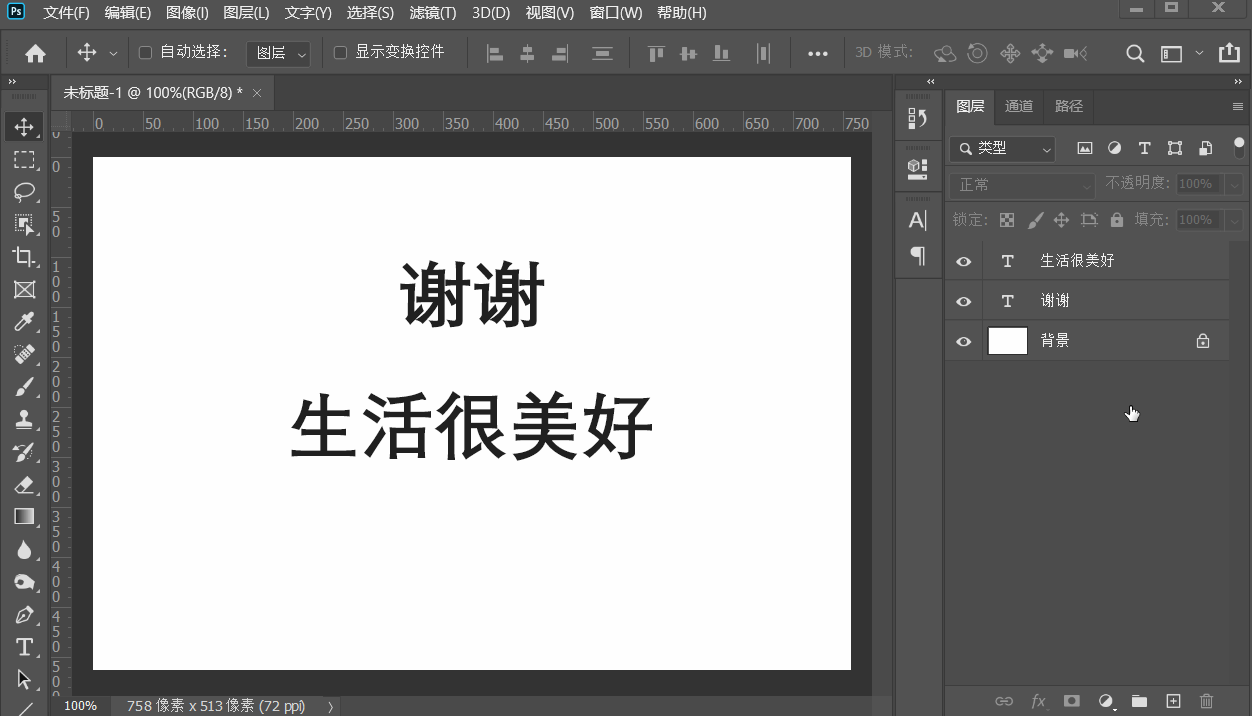 Ps 文件(F) 编辑(E) 图像(I) 图层(L) 文字(Y) 选择(S) 滤镜(T) 3D(D) 视图(V) 窗口(W) 帮助(H)
自动选择： 图层 显示变换控件 3D 模式：
未标题-1 @ 100%(RGB/8) *
0 50 100 150 200 250 300 350 400 450 500 550 600 650 700 750
图层 通道 路径
类型
正常 不透明度: 100%
锁定: 填充: 100%
生活很美好
谢谢
背景
0
50
100
150
200
250
300
350
400
450
500
谢谢
生活很美好
100% 758 像素 x 513 像素 (72 ppi)